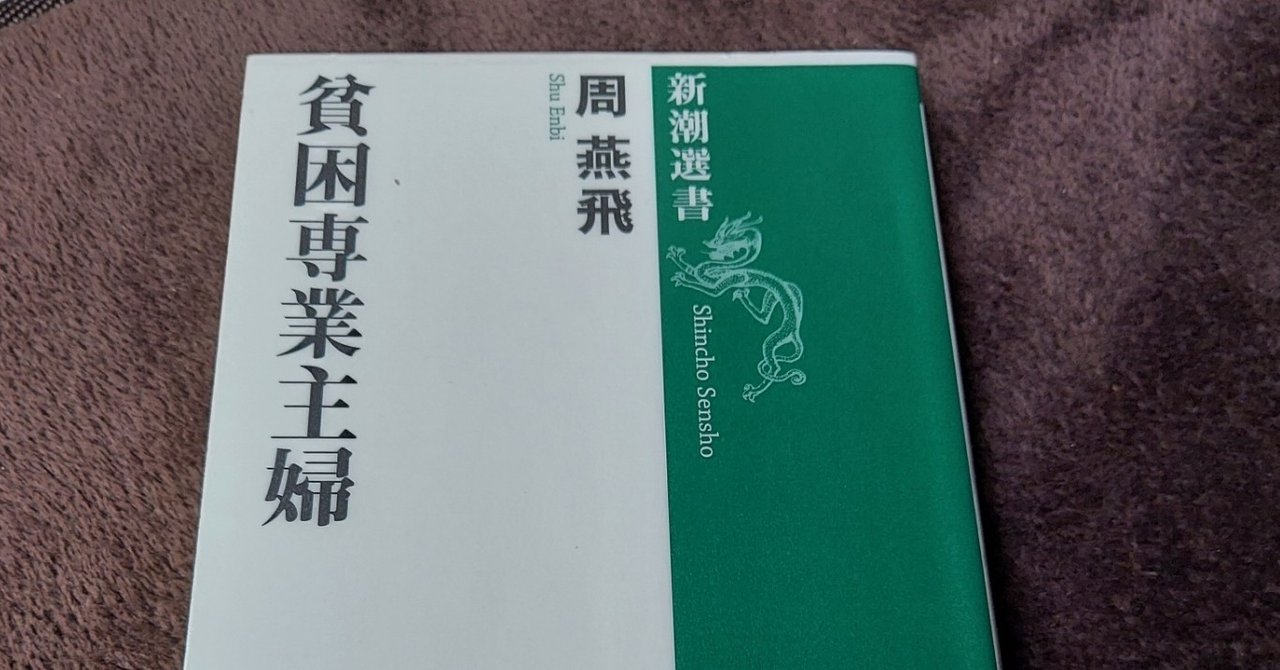 新潮選書
Shincho Sensho
周 燕飛
Shu Enbi
貧困専業主婦